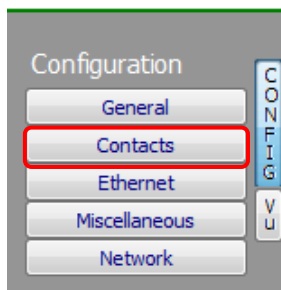 Configuration
General
Contacts
Ethernet
Miscellaneous
Network
CONFIG
Vu